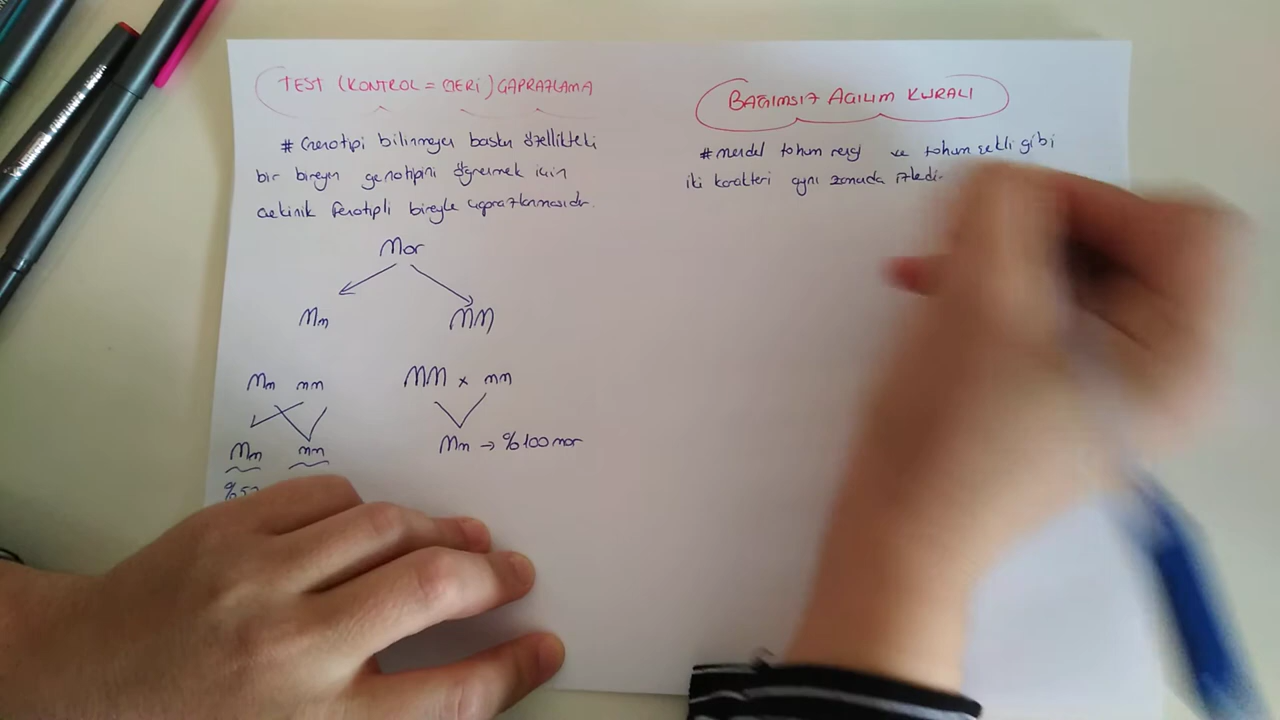 TEST (KONTROL = GERİ) ÇAPRAZLAMA
# Genotipi bilinmeyen baskın özellikteki
bir bireyin genotipini öğrenmek için
çekinik fenotipli bireyle çaprazlanmasıdır.
Mor
Mm MM
Mm mm
Mm mm
%50
MM x mm
Mm → %100 mor
BAĞIMSIZ AÇILIM KURALI
# mendel tohum rengi ve tohum şekli gibi
iki karakteri aynı zamanda izledi.